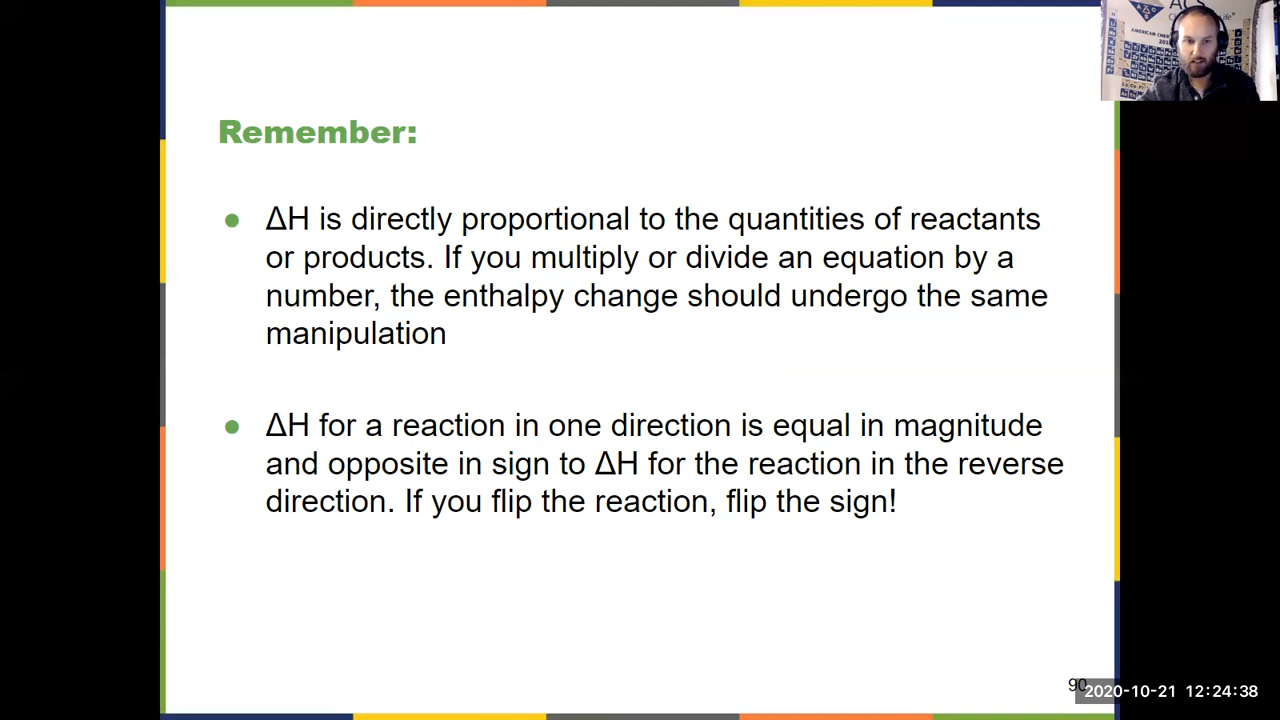 ACS
AMERICAN CHE
Remember:
● ΔH is directly proportional to the quantities of reactants
or products. If you multiply or divide an equation by a
number, the enthalpy change should undergo the same
manipulation
● ΔH for a reaction in one direction is equal in magnitude
and opposite in sign to ΔH for the reaction in the reverse
direction. If you flip the reaction, flip the sign!
90
2020-10-21 12:24:38